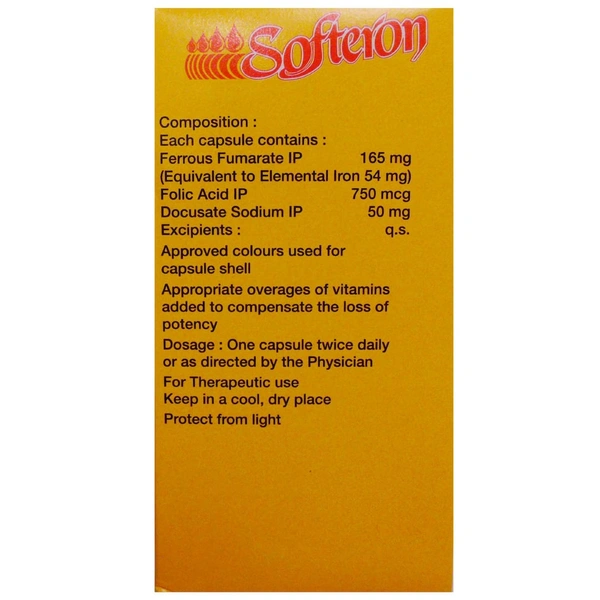 Softeron
Composition :
Each capsule contains :
Ferrous Fumarate IP 165 mg
(Equivalent to Elemental Iron 54 mg)
Folic Acid IP 750 mcg
Docusate Sodium IP 50 mg
Excipients : q.s.
Approved colours used for
capsule shell
Appropriate overages of vitamins
added to compensate the loss of
potency
Dosage : One capsule twice daily
or as directed by the Physician
For Therapeutic use
Keep in a cool, dry place
Protect from light